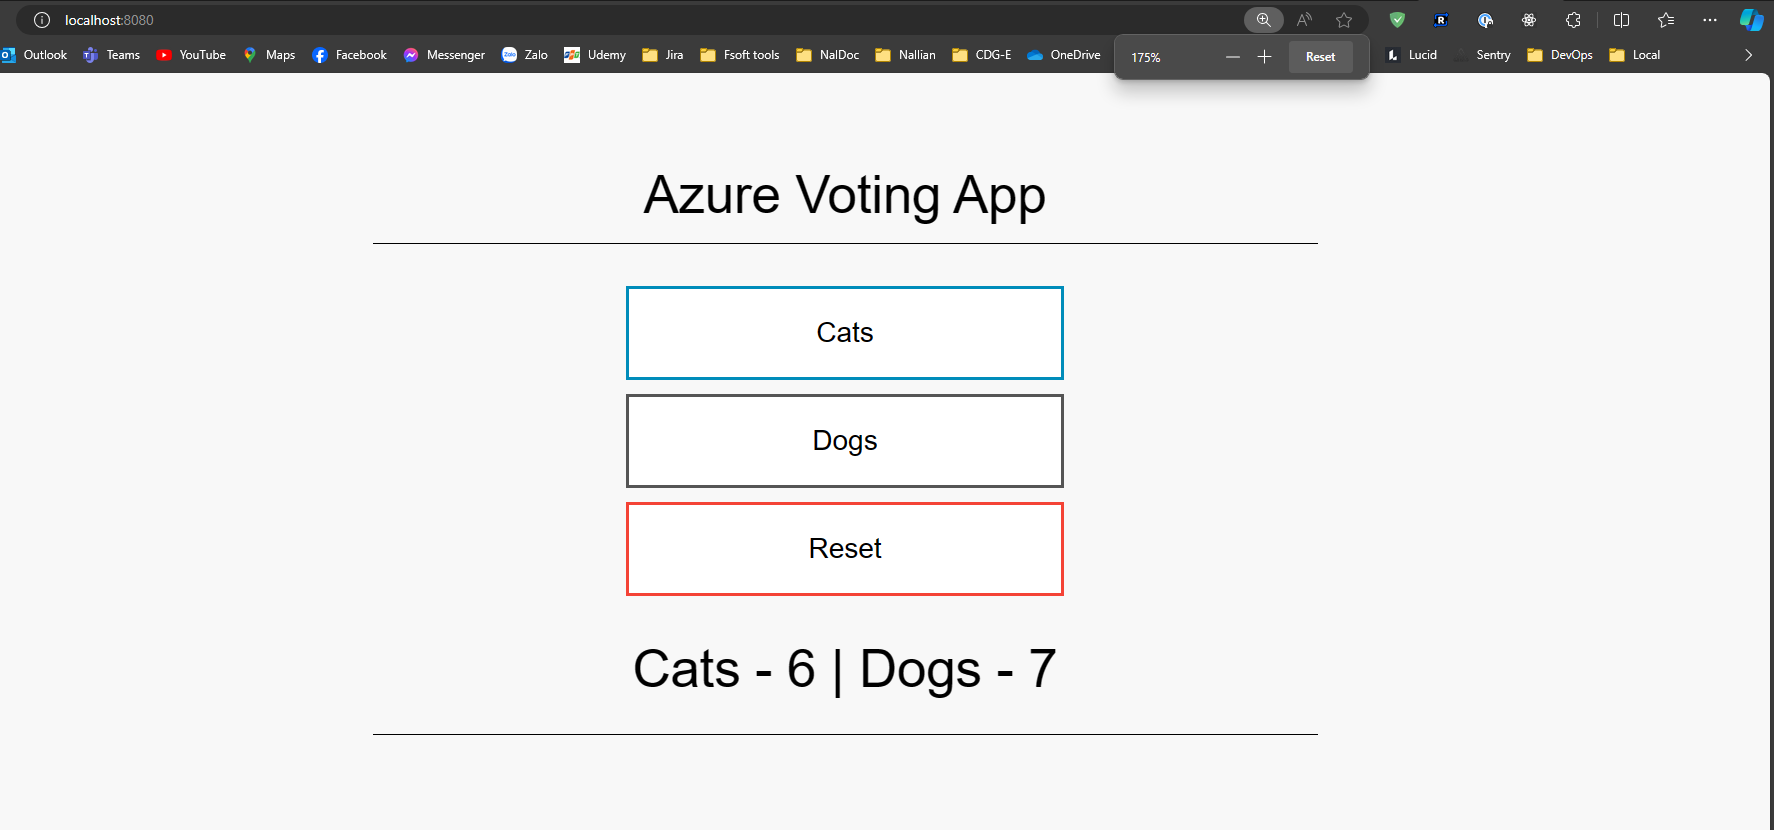 localhost:8080
Outlook Teams YouTube Maps Facebook Messenger Zalo Udemy Jira Fsoft tools NalDoc Nallian CDG-E OneDrive Lucid Sentry DevOps Local
175% Reset
Azure Voting App
Cats
Dogs
Reset
Cats - 6 | Dogs - 7